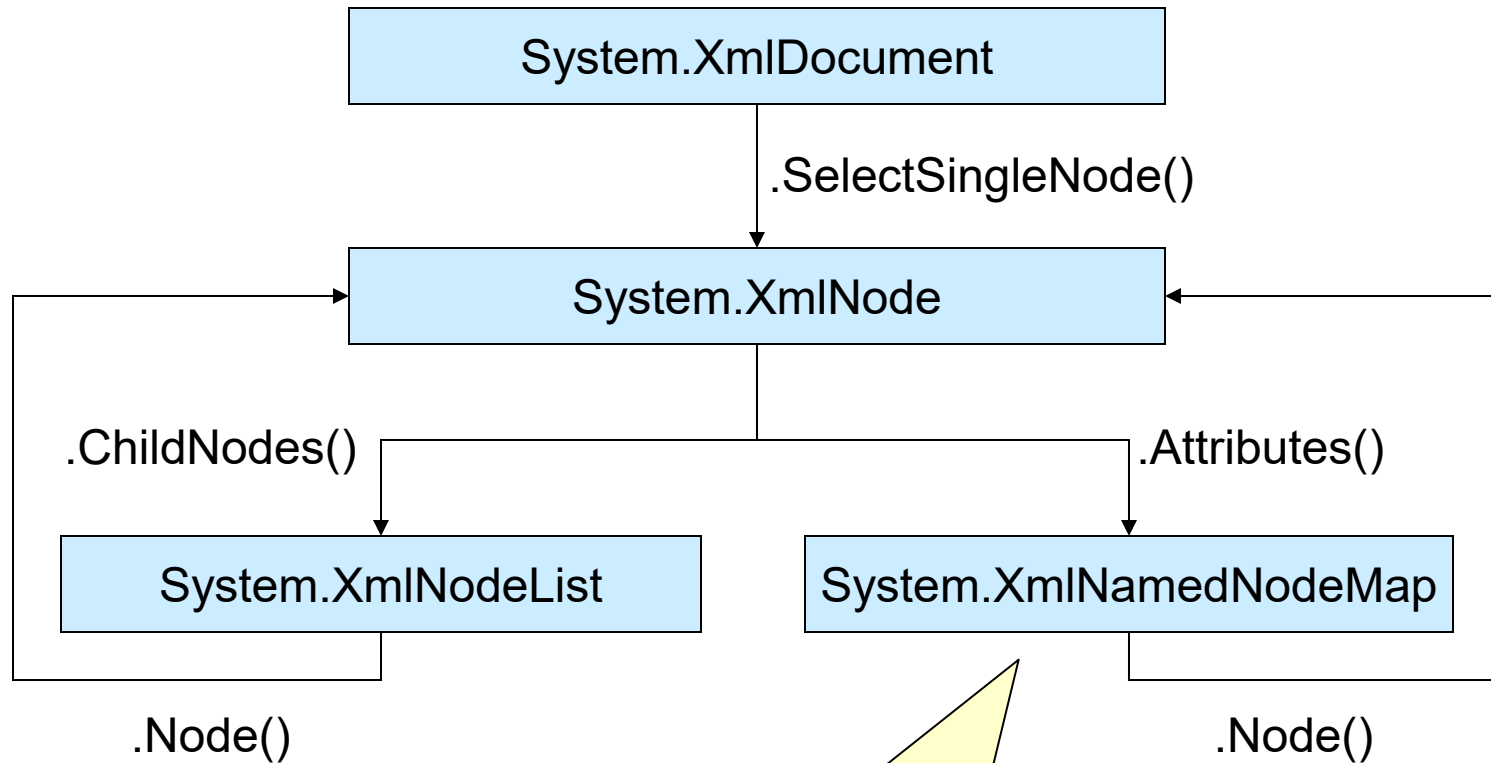 System.XmlDocument
.SelectSingleNode()
System.XmlNode
.ChildNodes()
.Attributes()
System.XmlNodeList
System.XmlNamedNodeMap
.Node()
.Node()